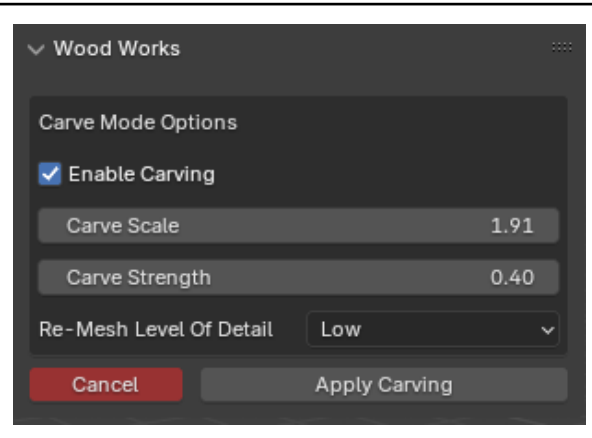 Wood Works
Carve Mode Options
Enable Carving
Carve Scale 1.91
Carve Strength 0.40
Re-Mesh Level Of Detail Low
Cancel Apply Carving